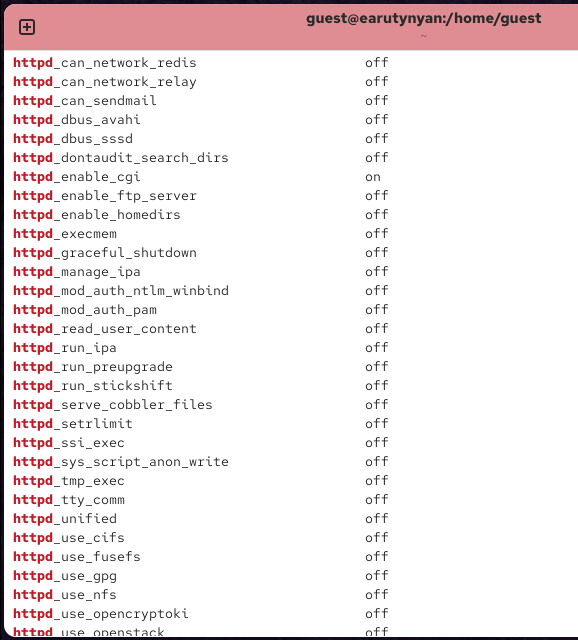 guest@earutynyan:/home/guest
~
httpd_can_network_redis off
httpd_can_network_relay off
httpd_can_sendmail off
httpd_dbus_avahi off
httpd_dbus_sssd off
httpd_dontaudit_search_dirs off
httpd_enable_cgi on
httpd_enable_ftp_server off
httpd_enable_homedirs off
httpd_execmem off
httpd_graceful_shutdown off
httpd_manage_ipa off
httpd_mod_auth_ntlm_winbind off
httpd_mod_auth_pam off
httpd_read_user_content off
httpd_run_ipa off
httpd_run_preupgrade off
httpd_run_stickshift off
httpd_serve_cobbler_files off
httpd_setrlimit off
httpd_ssi_exec off
httpd_sys_script_anon_write off
httpd_tmp_exec off
httpd_tty_comm off
httpd_unified off
httpd_use_cifs off
httpd_use_fusefs off
httpd_use_gpg off
httpd_use_nfs off
httpd_use_opencryptoki off
httpd_use_openstack off